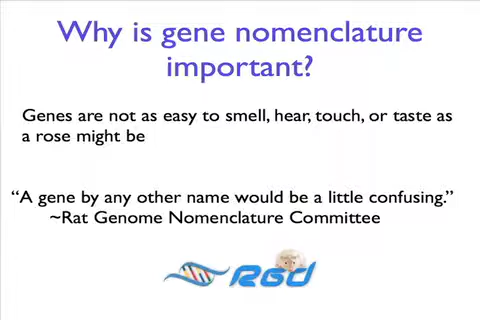 Why is gene nomenclature
important?
Genes are not as easy to smell, hear, touch, or taste as
a rose might be
“A gene by any other name would be a little confusing.”
~Rat Genome Nomenclature Committee
RGD